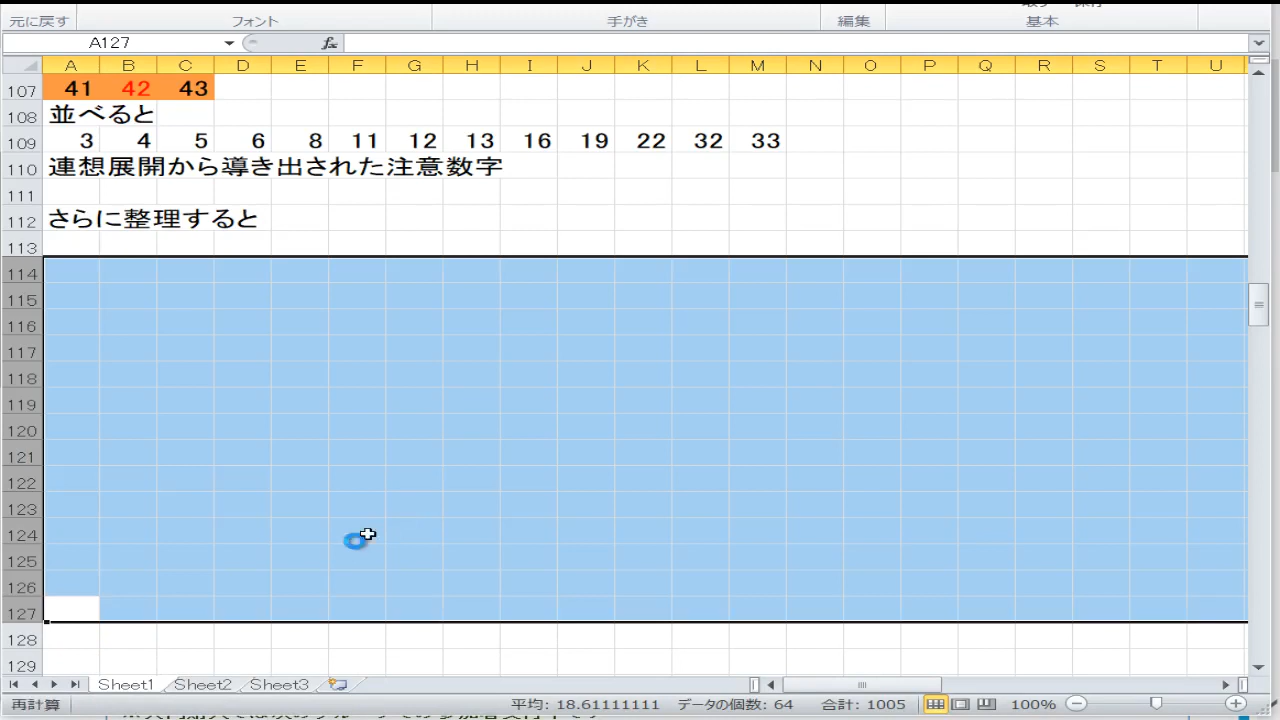 元に戻す フォント 手がき 編集 基本
A127 fx
A B C D E F G H I J K L M N O P Q R S T U
107 41 42 43
108 並べると
109 3 4 5 6 8 11 12 13 16 19 22 32 33
110 連想展開から導き出された注意数字
111
112 さらに整理すると
113
114
115
116
117
118
119
120
121
122
123
124
125
126
127
128
129
Sheet1 Sheet2 Sheet3
再計算 平均: 18.61111111 データの個数: 64 合計: 1005 100%